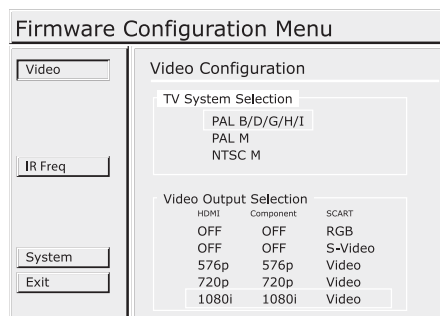 Firmware Configuration Menu
Video
IR Freq
System
Exit
Video Configuration
TV System Selection
PAL B/D/G/H/I
PAL M
NTSC M
Video Output Selection
HDMI Component SCART
OFF OFF RGB
OFF OFF S-Video
576p 576p Video
720p 720p Video
1080i 1080i Video